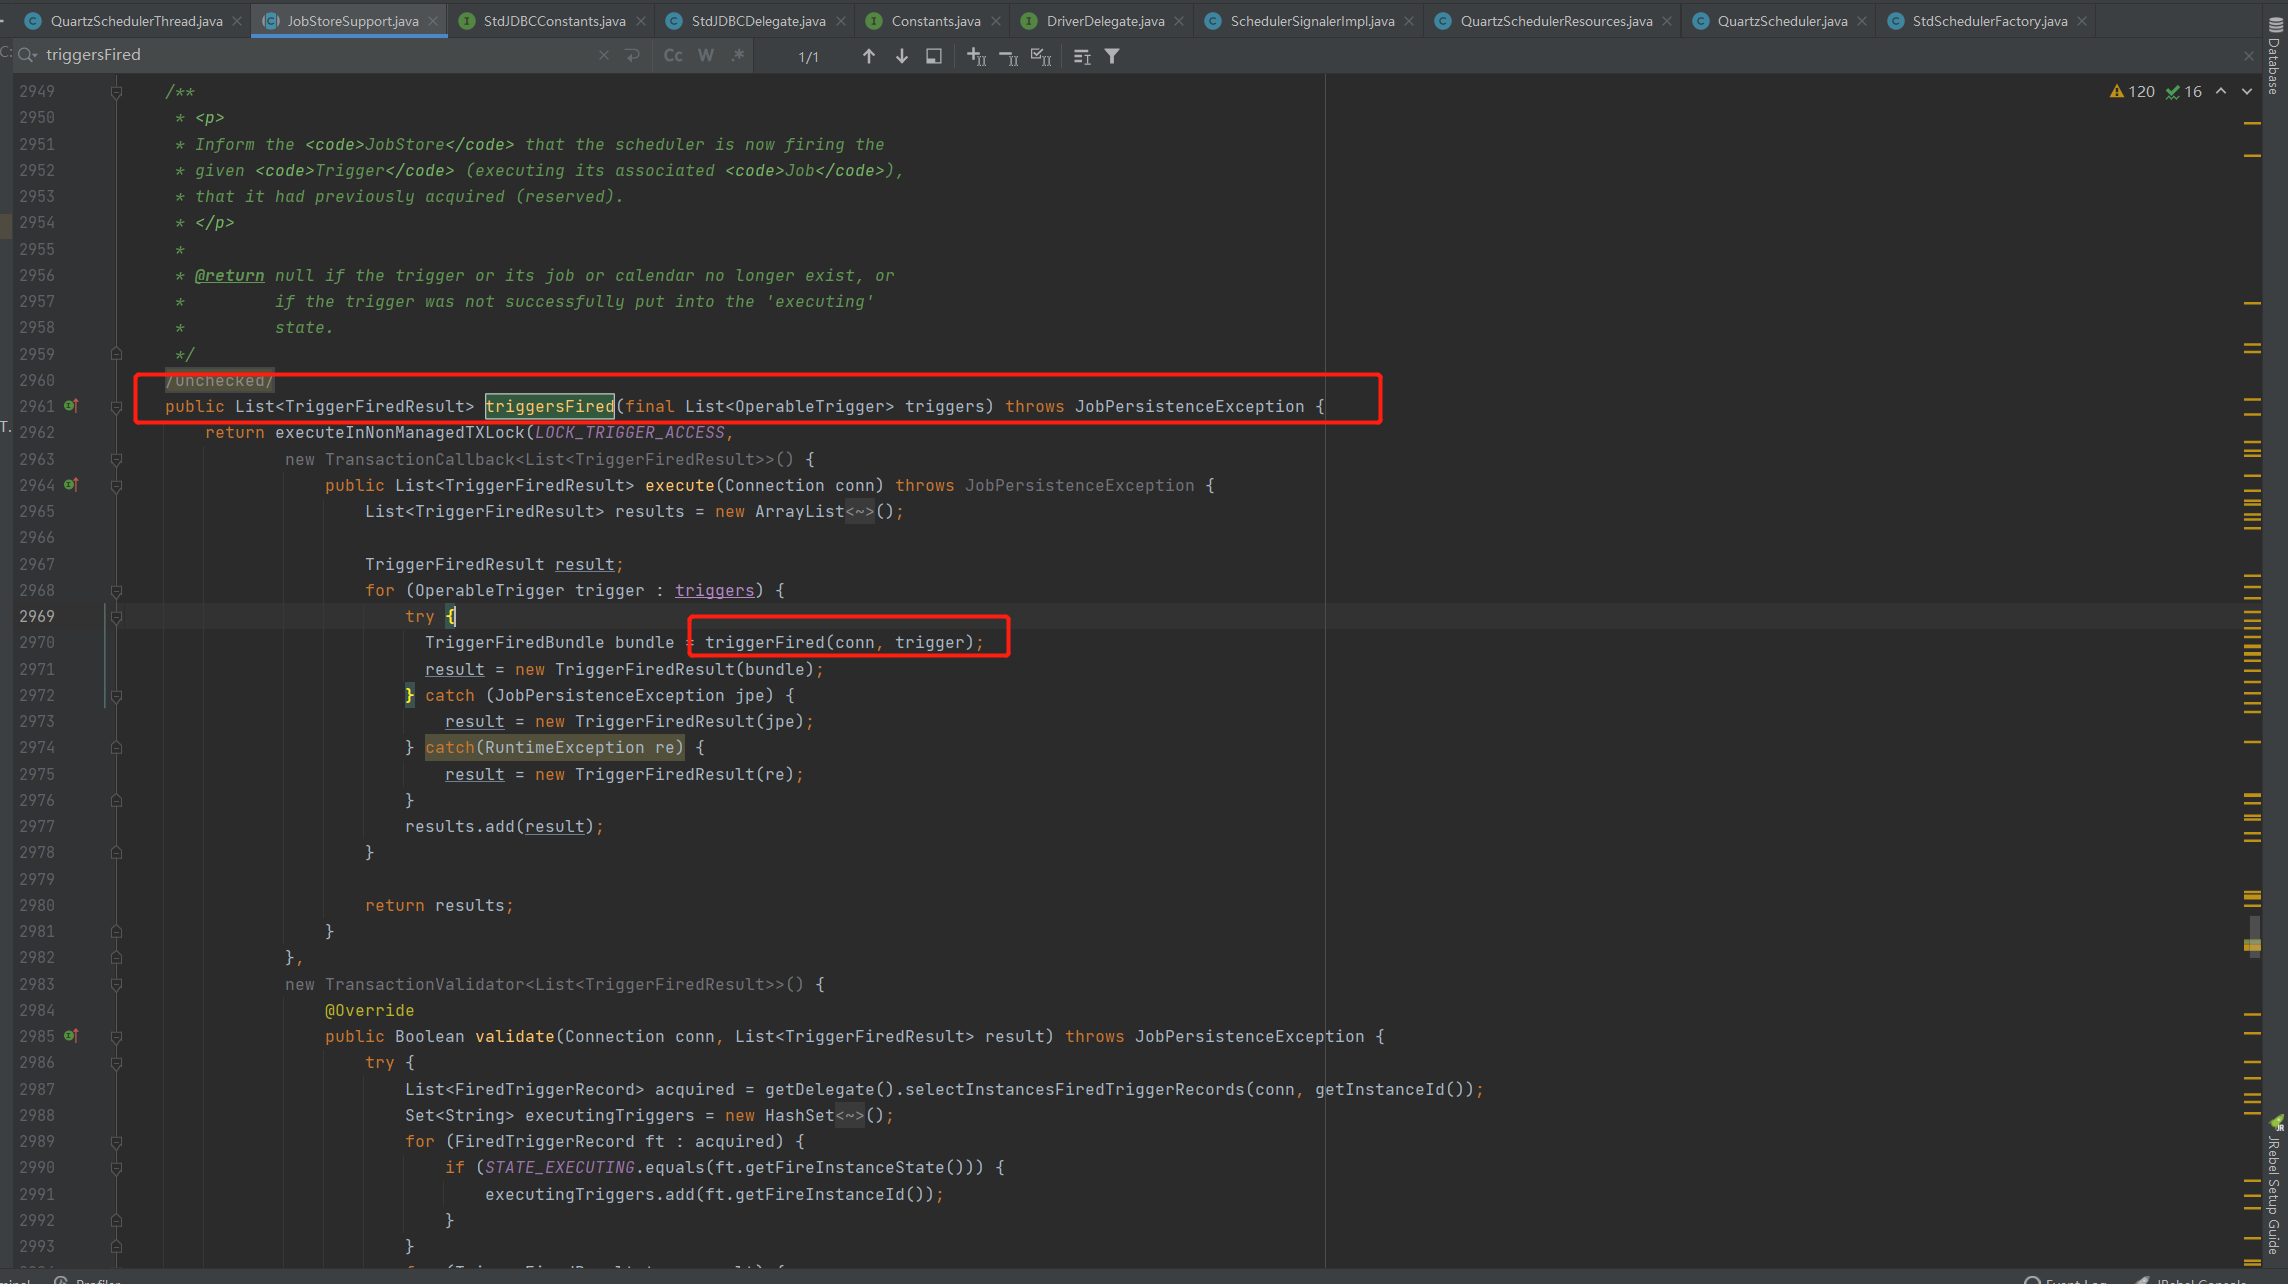 QuartzSchedulerThread.java JobStoreSupport.java StdJDBCConstants.java StdJDBCDelegate.java Constants.java DriverDelegate.java SchedulerSignalerImpl.java QuartzSchedulerResources.java QuartzScheduler.java StdSchedulerFactory.java
triggersFired Cc W .* 1/1
120 16
2949 /**
2950 * <p>
2951 * Inform the <code>JobStore</code> that the scheduler is now firing the
2952 * given <code>Trigger</code> (executing its associated <code>Job</code>),
2953 * that it had previously acquired (reserved).
2954 * </p>
2955 *
2956 * @return null if the trigger or its job or calendar no longer exist, or
2957 * if the trigger was not successfully put into the 'executing'
2958 * state.
2959 */
2960 /unchecked/
2961 public List<TriggerFiredResult> triggersFired(final List<OperableTrigger> triggers) throws JobPersistenceException {
2962 return executeInNonManagedTXLock(LOCK_TRIGGER_ACCESS,
2963 new TransactionCallback<List<TriggerFiredResult>>() {
2964 public List<TriggerFiredResult> execute(Connection conn) throws JobPersistenceException {
2965 List<TriggerFiredResult> results = new ArrayList<~>();
2966
2967 TriggerFiredResult result;
2968 for (OperableTrigger trigger : triggers) {
2969 try {
2970 TriggerFiredBundle bundle = triggerFired(conn, trigger);
2971 result = new TriggerFiredResult(bundle);
2972 } catch (JobPersistenceException jpe) {
2973 result = new TriggerFiredResult(jpe);
2974 } catch(RuntimeException re) {
2975 result = new TriggerFiredResult(re);
2976 }
2977 results.add(result);
2978 }
2979
2980 return results;
2981 }
2982 },
2983 new TransactionValidator<List<TriggerFiredResult>>() {
2984 @Override
2985 public Boolean validate(Connection conn, List<TriggerFiredResult> result) throws JobPersistenceException {
2986 try {
2987 List<FiredTriggerRecord> acquired = getDelegate().selectInstancesFiredTriggerRecords(conn, getInstanceId());
2988 Set<String> executingTriggers = new HashSet<~>();
2989 for (FiredTriggerRecord ft : acquired) {
2990 if (STATE_EXECUTING.equals(ft.getFireInstanceState())) {
2991 executingTriggers.add(ft.getFireInstanceId());
2992 }
2993 }
Database
JRebel Setup Guide